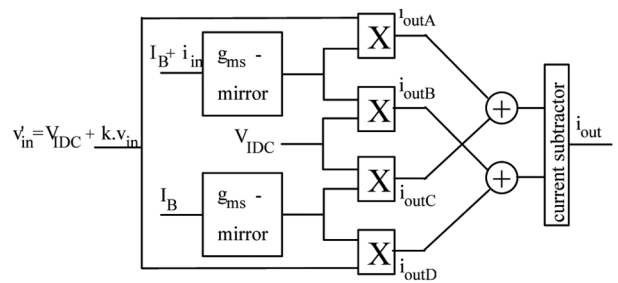 i_outA
X
I_B + i_in
g_ms -
mirror
i_outB
X
v'_in = V_IDC + k.v_in
V_IDC
+
current subtractor
i_out
X
+
I_B
g_ms -
mirror
i_outC
X
i_outD